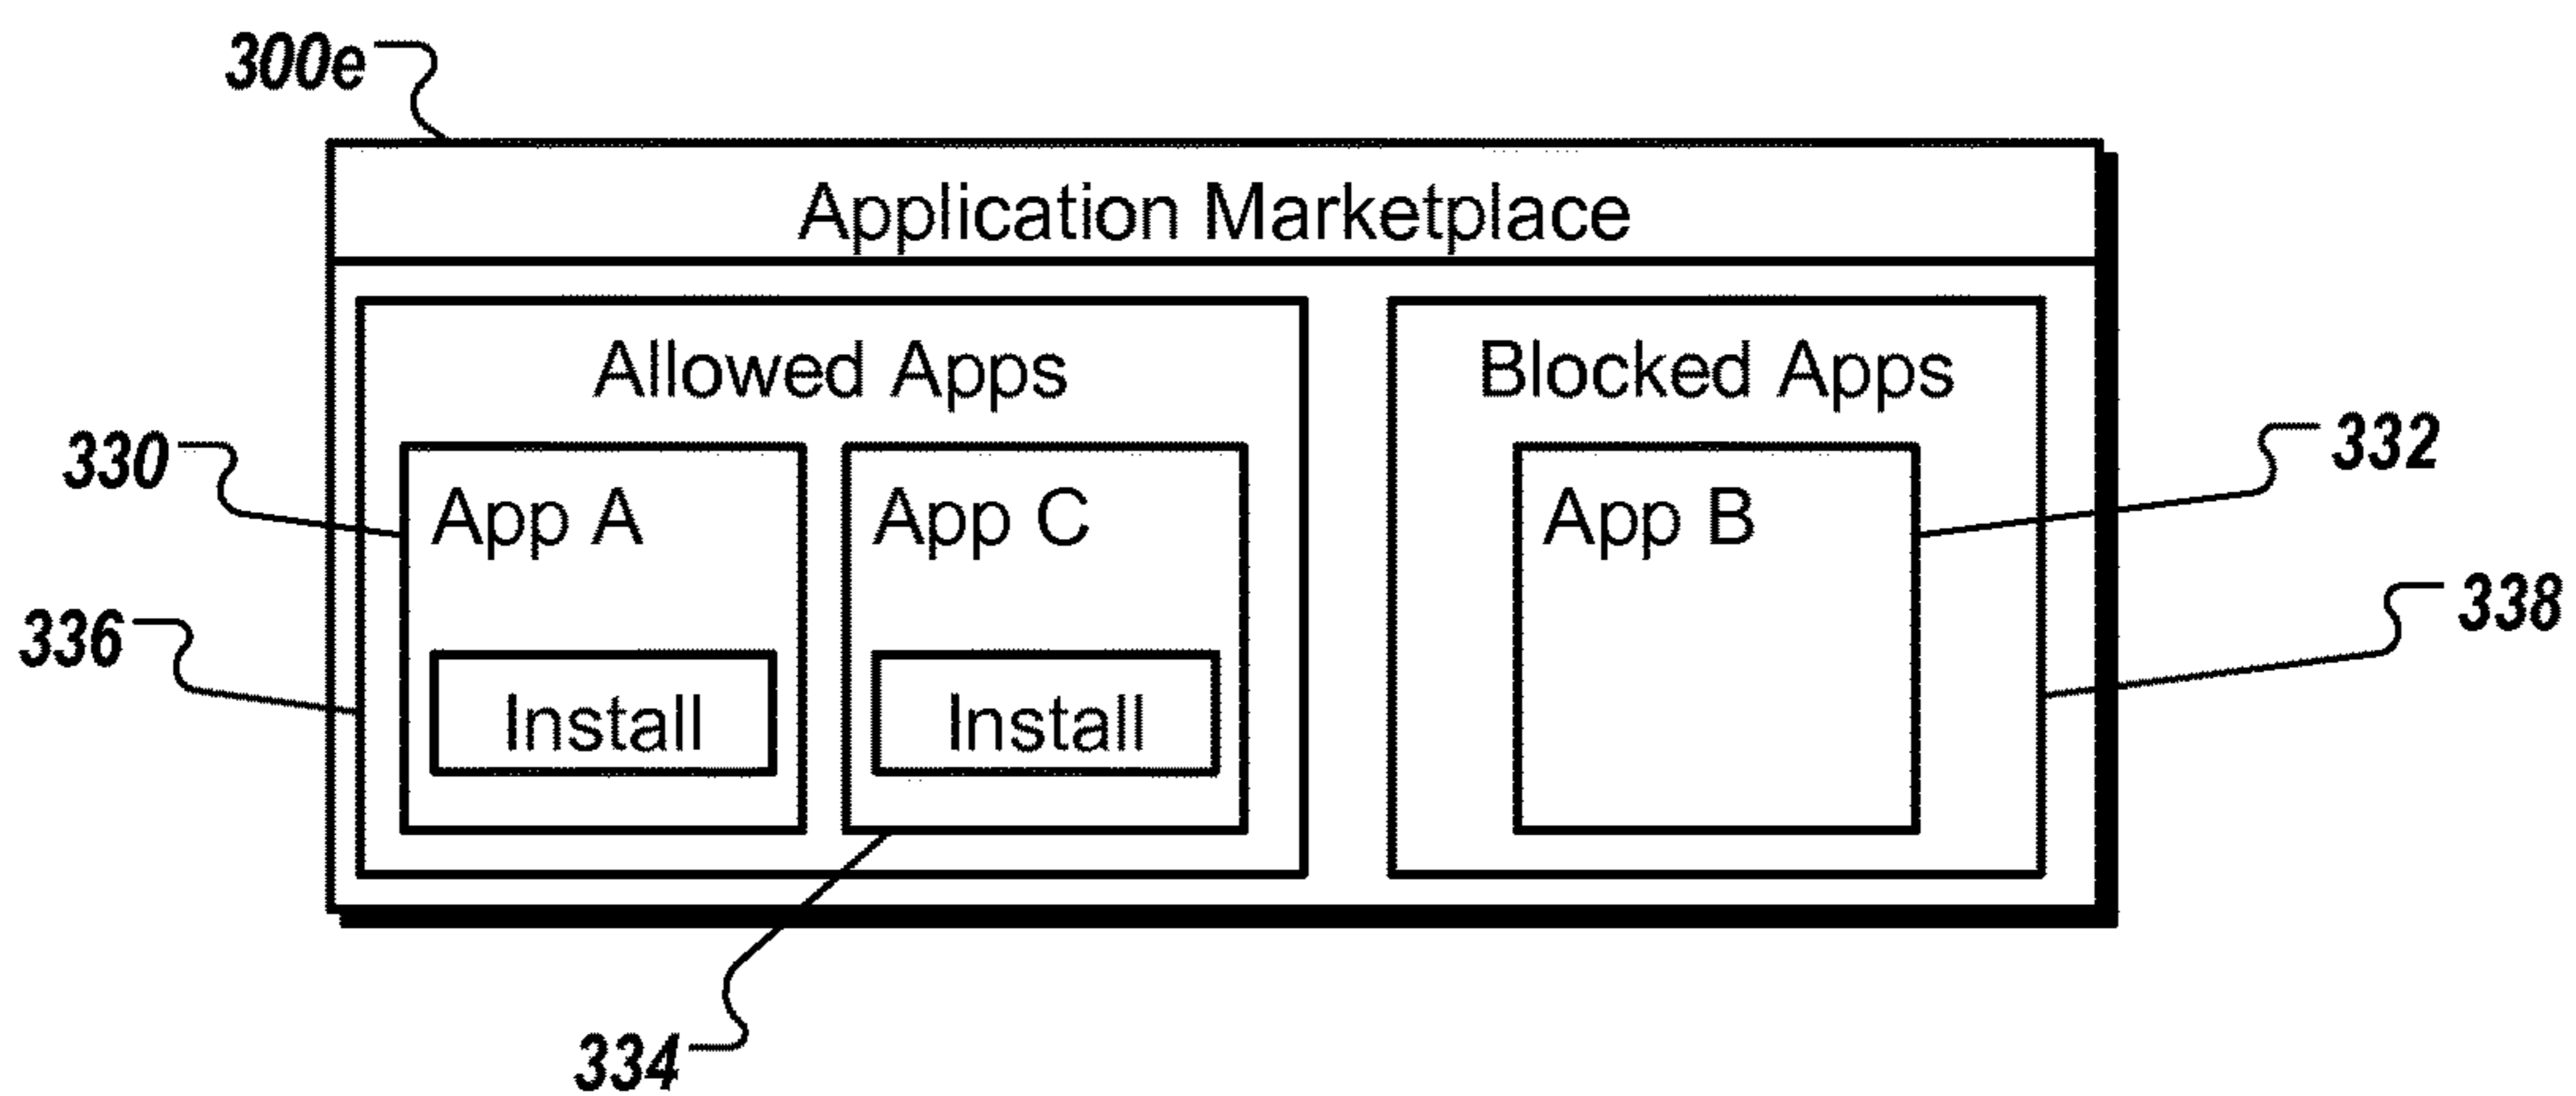 300e
Application Marketplace
Allowed Apps
Blocked Apps
330
332
App A
App C
App B
336
338
Install
Install
334